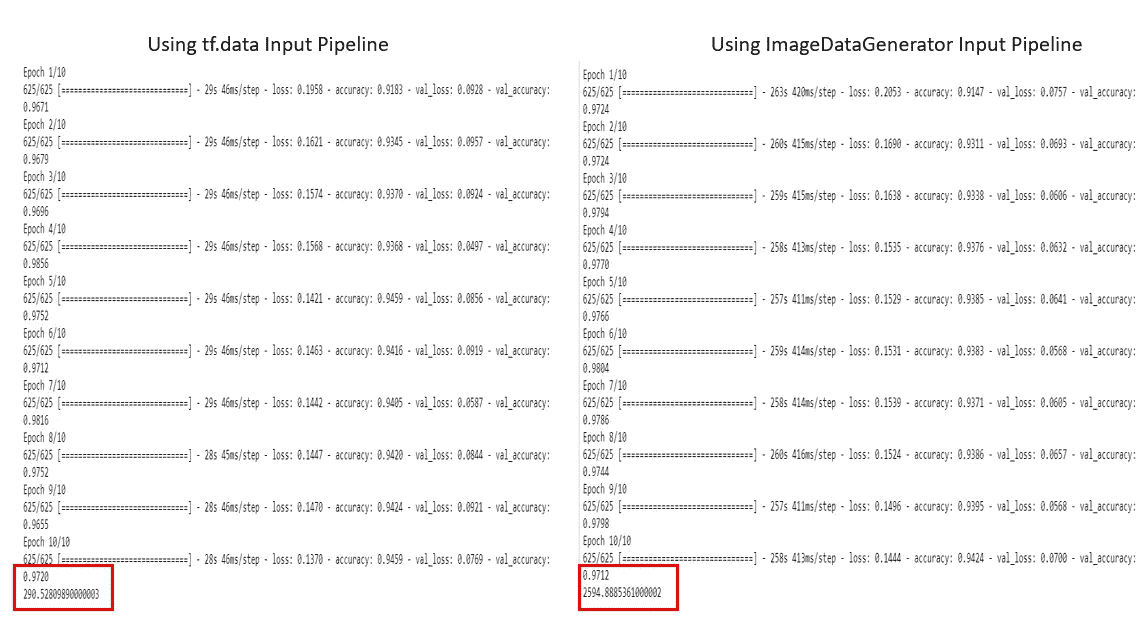 Using tf.data Input Pipeline
Epoch 1/10
625/625 [==============================] - 29s 46ms/step - loss: 0.1958 - accuracy: 0.9183 - val_loss: 0.0928 - val_accuracy:
0.9671
Epoch 2/10
625/625 [==============================] - 29s 46ms/step - loss: 0.1621 - accuracy: 0.9345 - val_loss: 0.0957 - val_accuracy:
0.9679
Epoch 3/10
625/625 [==============================] - 29s 46ms/step - loss: 0.1574 - accuracy: 0.9370 - val_loss: 0.0924 - val_accuracy:
0.9696
Epoch 4/10
625/625 [==============================] - 29s 46ms/step - loss: 0.1568 - accuracy: 0.9368 - val_loss: 0.0497 - val_accuracy:
0.9856
Epoch 5/10
625/625 [==============================] - 29s 46ms/step - loss: 0.1421 - accuracy: 0.9459 - val_loss: 0.0856 - val_accuracy:
0.9752
Epoch 6/10
625/625 [==============================] - 29s 46ms/step - loss: 0.1463 - accuracy: 0.9416 - val_loss: 0.0919 - val_accuracy:
0.9712
Epoch 7/10
625/625 [==============================] - 29s 46ms/step - loss: 0.1442 - accuracy: 0.9405 - val_loss: 0.0587 - val_accuracy:
0.9816
Epoch 8/10
625/625 [==============================] - 28s 45ms/step - loss: 0.1447 - accuracy: 0.9420 - val_loss: 0.0844 - val_accuracy:
0.9752
Epoch 9/10
625/625 [==============================] - 28s 46ms/step - loss: 0.1470 - accuracy: 0.9424 - val_loss: 0.0921 - val_accuracy:
0.9655
Epoch 10/10
625/625 [==============================] - 28s 46ms/step - loss: 0.1370 - accuracy: 0.9459 - val_loss: 0.0769 - val_accuracy:
0.9720
290.52809890000003
Using ImageDataGenerator Input Pipeline
Epoch 1/10
625/625 [==============================] - 263s 420ms/step - loss: 0.2053 - accuracy: 0.9147 - val_loss: 0.0757 - val_accuracy:
0.9724
Epoch 2/10
625/625 [==============================] - 260s 415ms/step - loss: 0.1690 - accuracy: 0.9311 - val_loss: 0.0693 - val_accuracy:
0.9724
Epoch 3/10
625/625 [==============================] - 259s 415ms/step - loss: 0.1638 - accuracy: 0.9338 - val_loss: 0.0606 - val_accuracy:
0.9794
Epoch 4/10
625/625 [==============================] - 258s 413ms/step - loss: 0.1535 - accuracy: 0.9376 - val_loss: 0.0632 - val_accuracy:
0.9770
Epoch 5/10
625/625 [==============================] - 257s 411ms/step - loss: 0.1529 - accuracy: 0.9385 - val_loss: 0.0641 - val_accuracy:
0.9766
Epoch 6/10
625/625 [==============================] - 259s 414ms/step - loss: 0.1531 - accuracy: 0.9383 - val_loss: 0.0568 - val_accuracy:
0.9804
Epoch 7/10
625/625 [==============================] - 258s 414ms/step - loss: 0.1539 - accuracy: 0.9371 - val_loss: 0.0605 - val_accuracy:
0.9786
Epoch 8/10
625/625 [==============================] - 260s 416ms/step - loss: 0.1524 - accuracy: 0.9386 - val_loss: 0.0657 - val_accuracy:
0.9744
Epoch 9/10
625/625 [==============================] - 257s 411ms/step - loss: 0.1496 - accuracy: 0.9395 - val_loss: 0.0568 - val_accuracy:
0.9798
Epoch 10/10
625/625 [==============================] - 258s 413ms/step - loss: 0.1444 - accuracy: 0.9424 - val_loss: 0.0700 - val_accuracy:
0.9712
2594.8885361000002